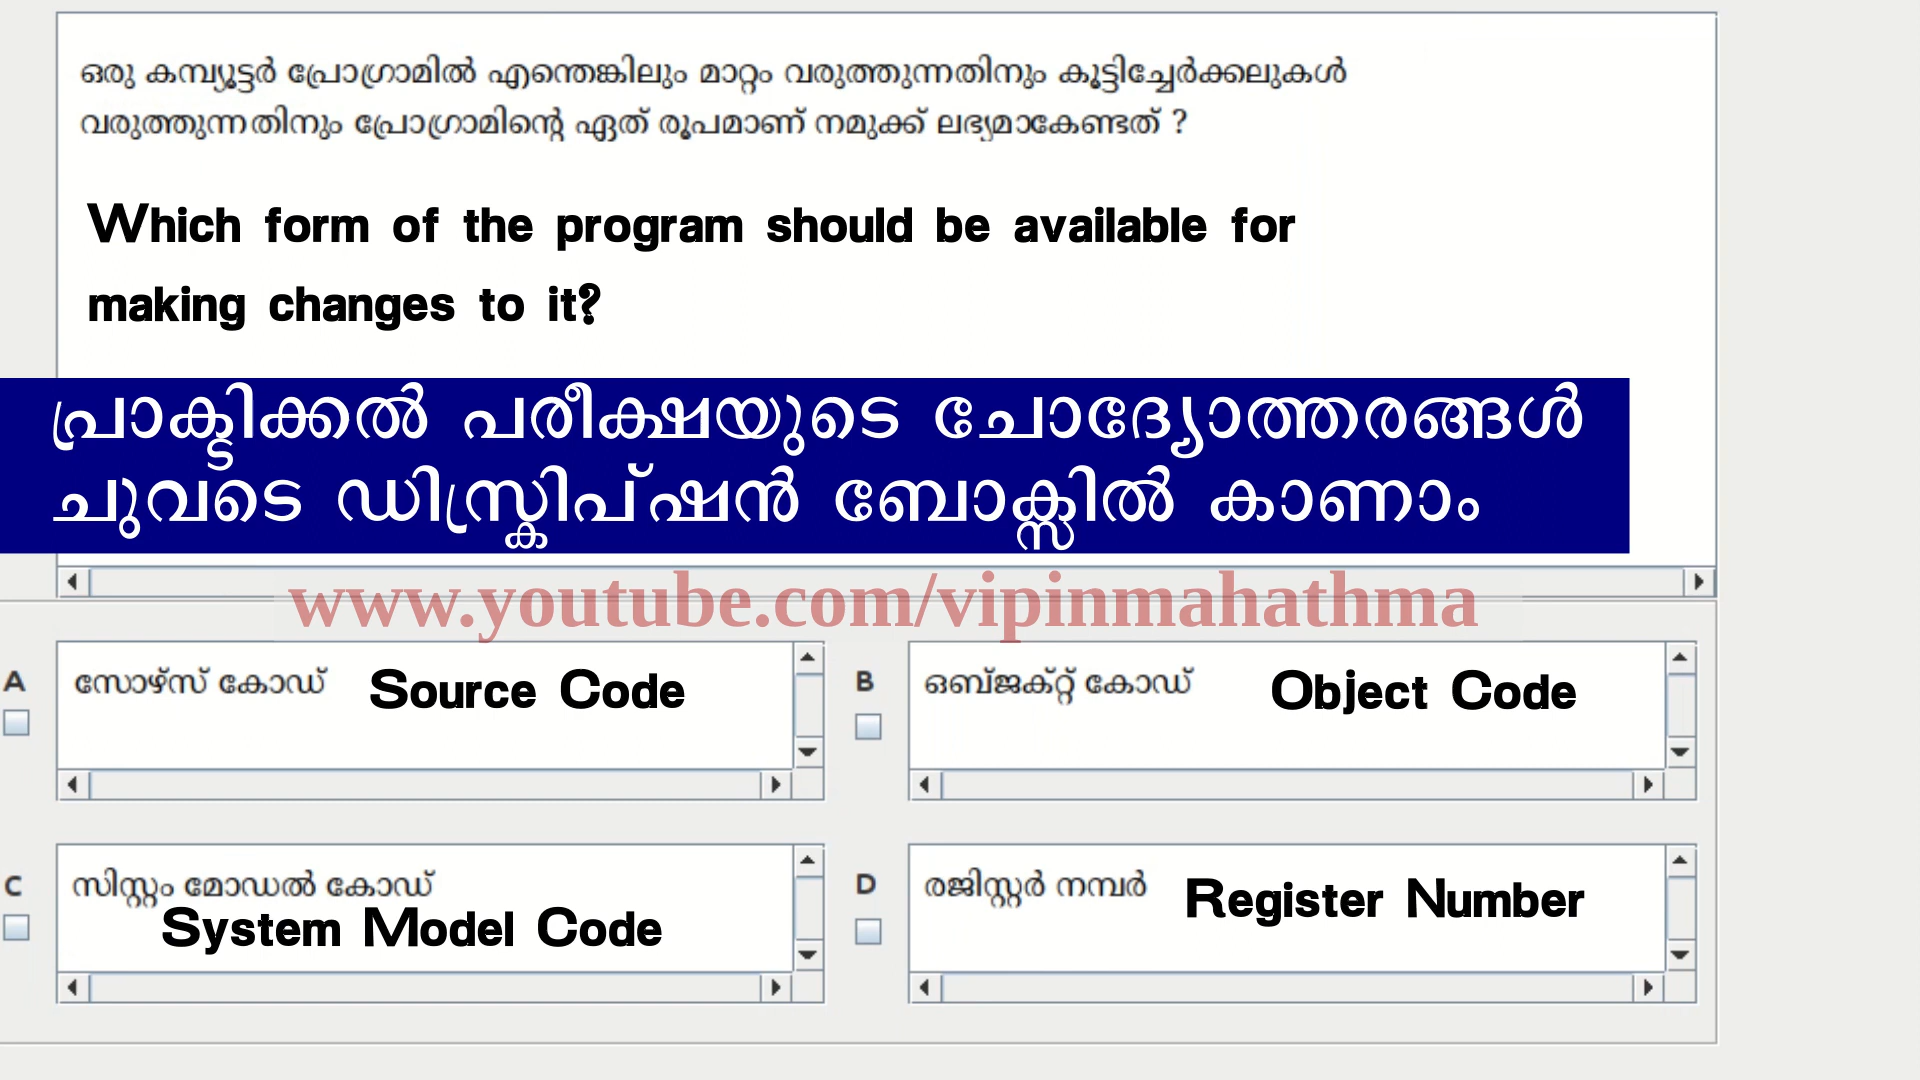 ഒരു കമ്പ്യൂട്ടർ പ്രോഗ്രാമിൽ എന്തെങ്കിലും മാറ്റം വരുത്തുന്നതിനും കൂട്ടിച്ചേർക്കലുകൾ
വരുത്തുന്നതിനും പ്രോഗ്രാമിന്റെ ഏത് രൂപമാണ് നമുക്ക് ലഭ്യമാകേണ്ടത് ?
Which form of the program should be available for
making changes to it?
പ്രാക്ടിക്കൽ പരീക്ഷയുടെ ചോദ്യോത്തരങ്ങൾ
ചുവടെ ഡിസ്ക്രിപ്ഷൻ ബോക്സിൽ കാണാം
www.youtube.com/vipinmahathma
A സോഴ്സ് കോഡ് Source Code
B ഒബ്ജക്റ്റ് കോഡ് Object Code
C സിസ്റ്റം മോഡൽ കോഡ്
System Model Code
D രജിസ്റ്റർ നമ്പർ Register Number